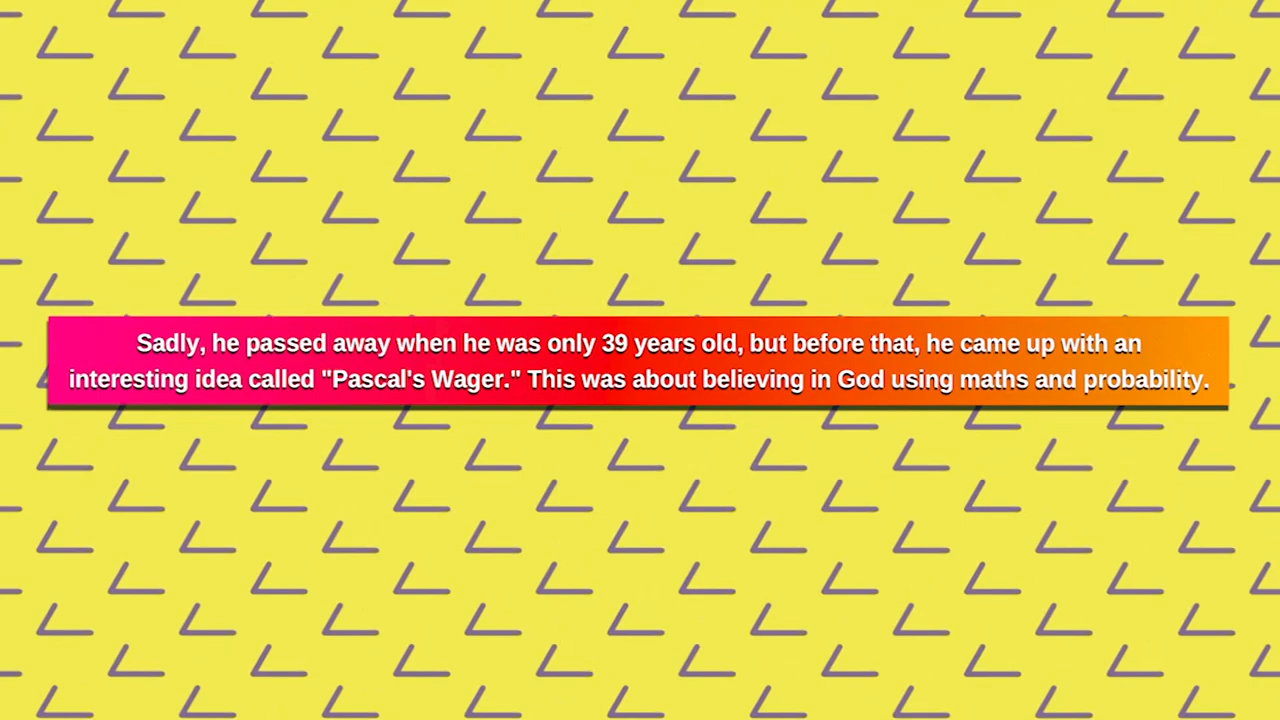 Sadly, he passed away when he was only 39 years old, but before that, he came up with an
interesting idea called "Pascal's Wager." This was about believing in God using maths and probability.